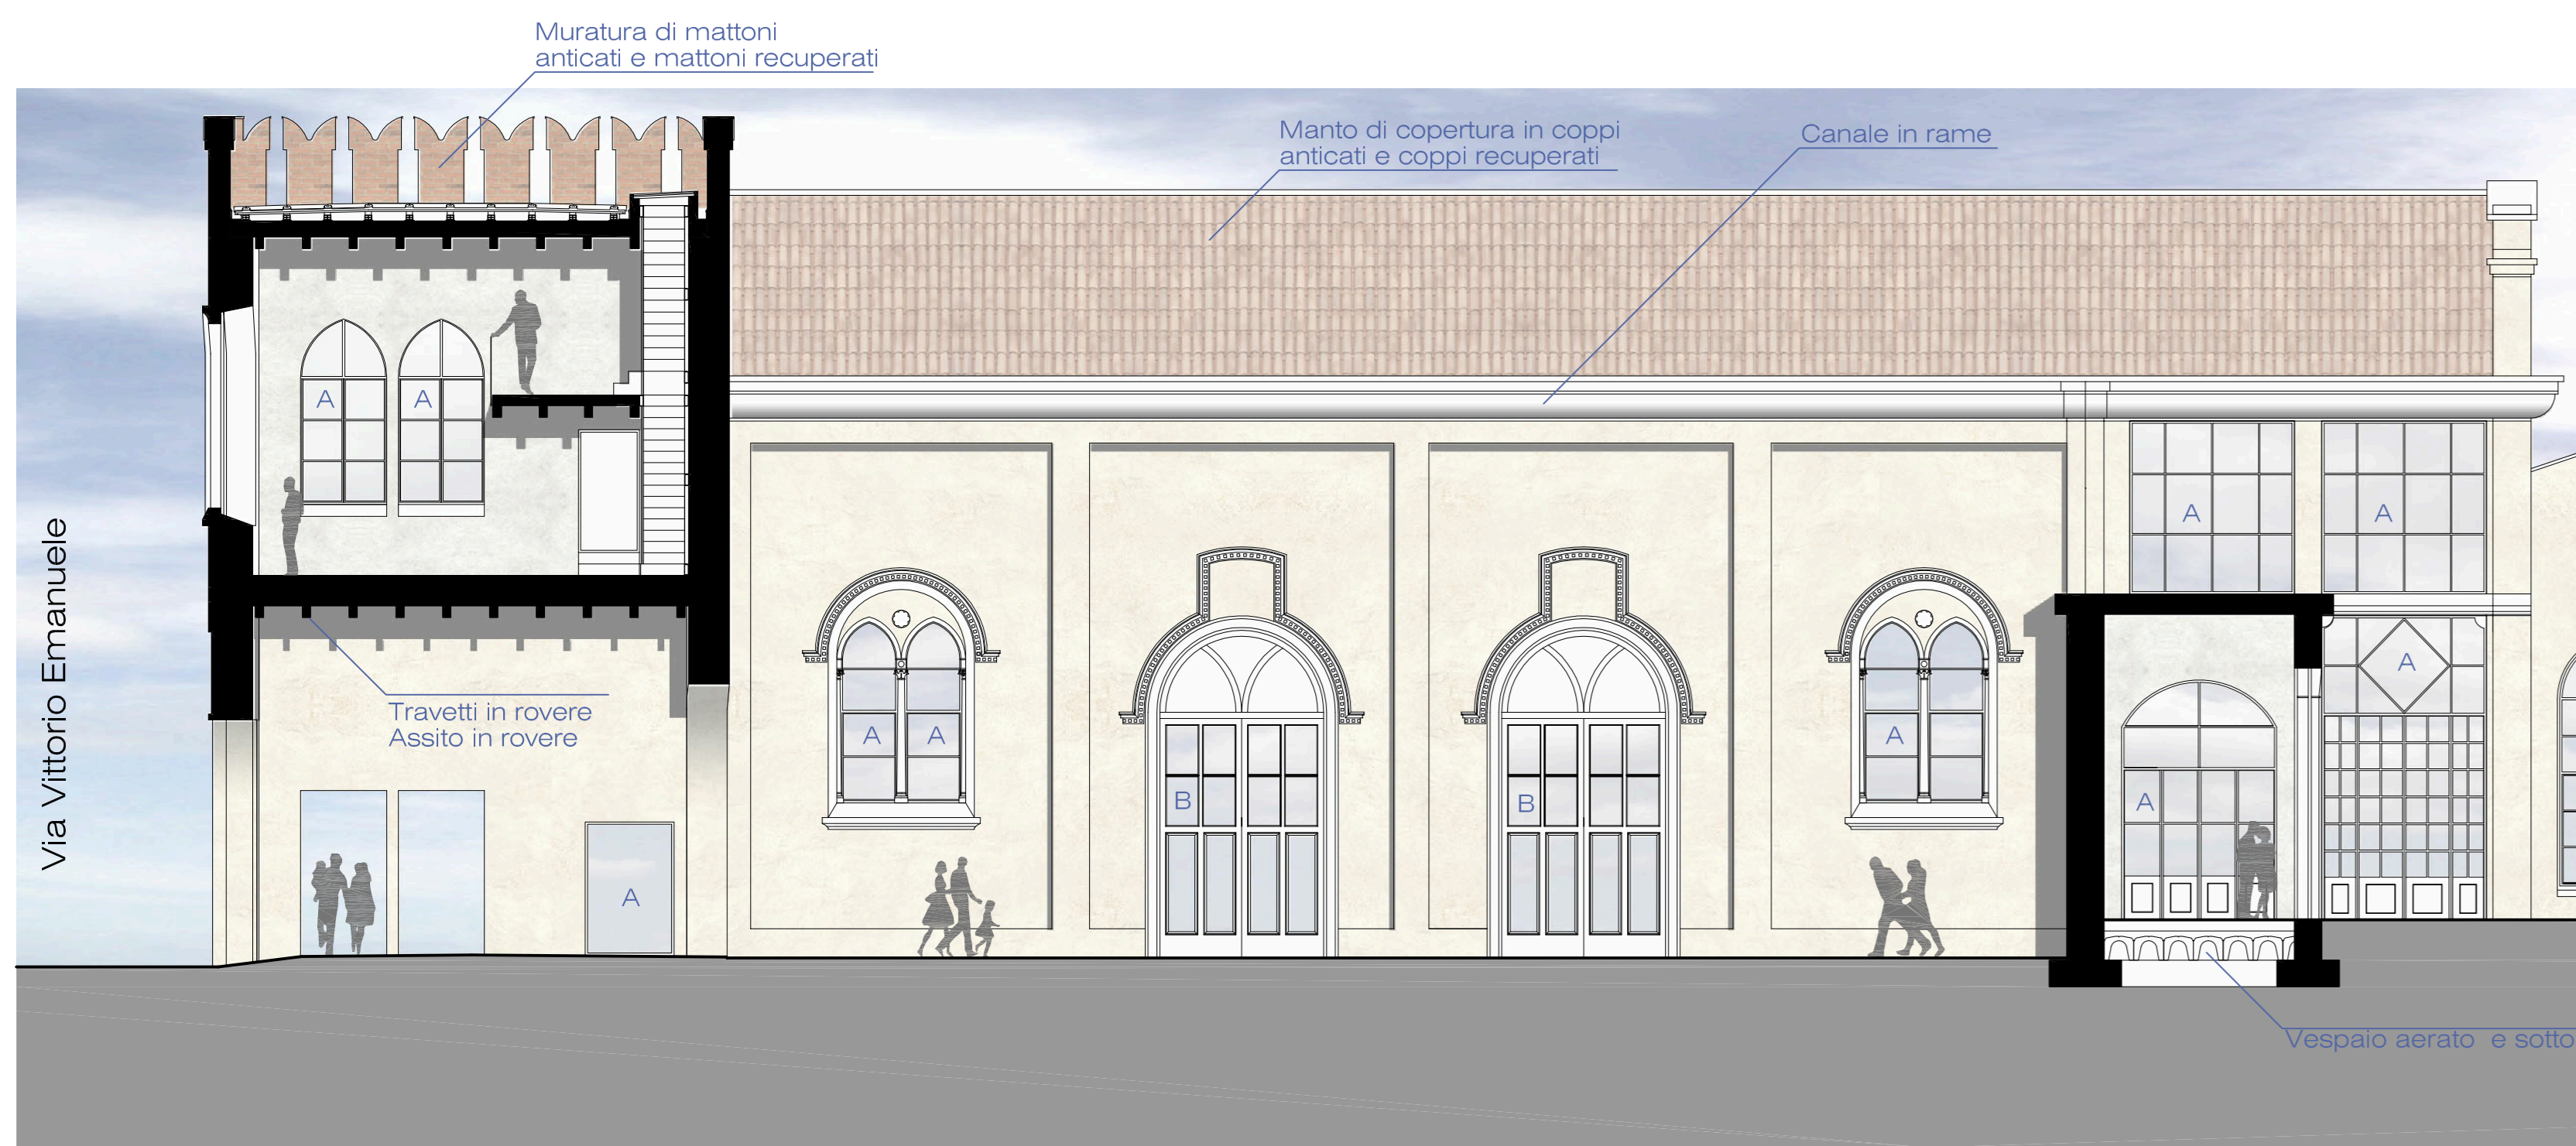 Muratura di mattoni
anticati e mattoni recuperati
Manto di copertura in coppi
anticati e coppi recuperati
Canale in rame
A
A
A
A
Via Vittorio Emanuele
A
Travetti in rovere
Assito in rovere
A
A
A
B
B
A
A
Vespaio aerato e sotto